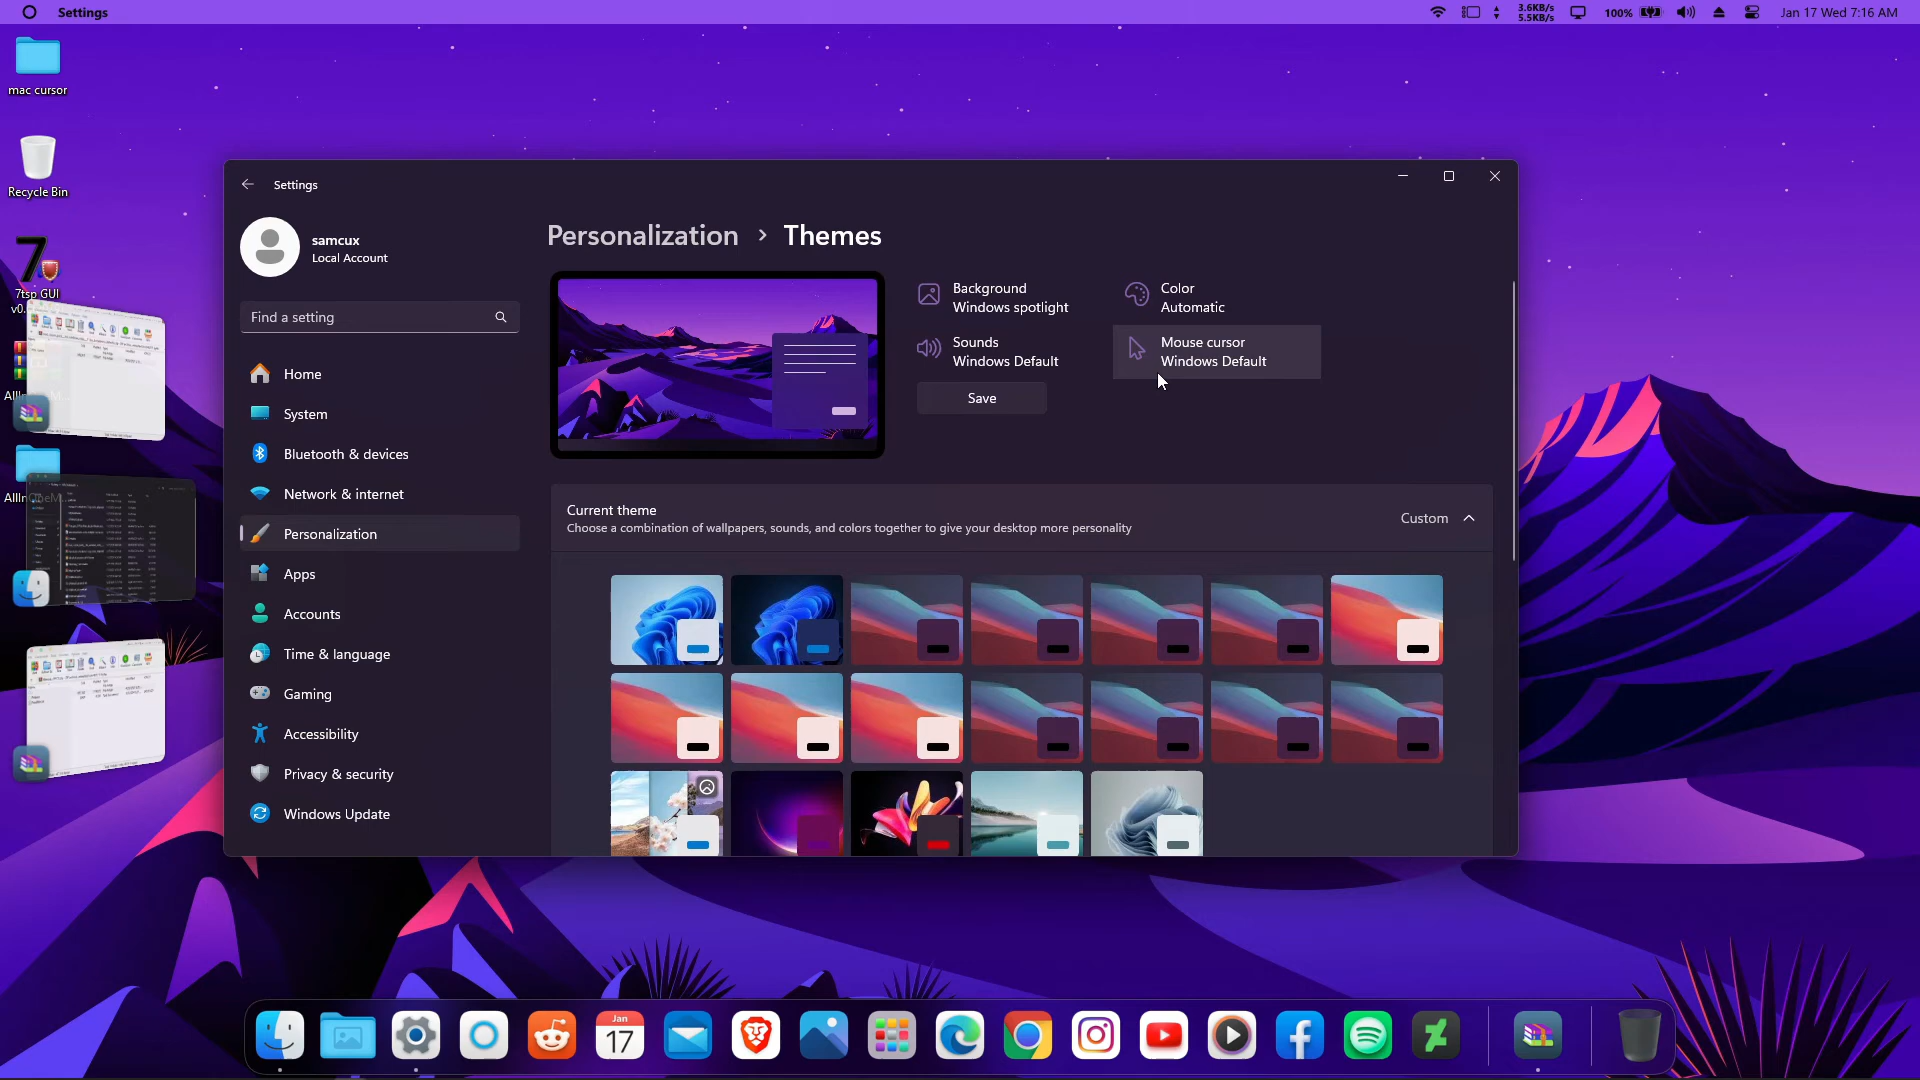 Settings
3.6KB/s
5.5KB/s
100%
Jan 17 Wed 7:16 AM
mac cursor
Recycle Bin
7tsp GUI
v0.
AllIn
M...
AllInOneM...
Settings
samcux
Local Account
Find a setting
Home
System
Bluetooth & devices
Network & internet
Personalization
Apps
Accounts
Time & language
Gaming
Accessibility
Privacy & security
Windows Update
Personalization > Themes
Background
Windows spotlight
Color
Automatic
Sounds
Windows Default
Mouse cursor
Windows Default
Save
Current theme
Choose a combination of wallpapers, sounds, and colors together to give your desktop more personality
Custom
Jan
17